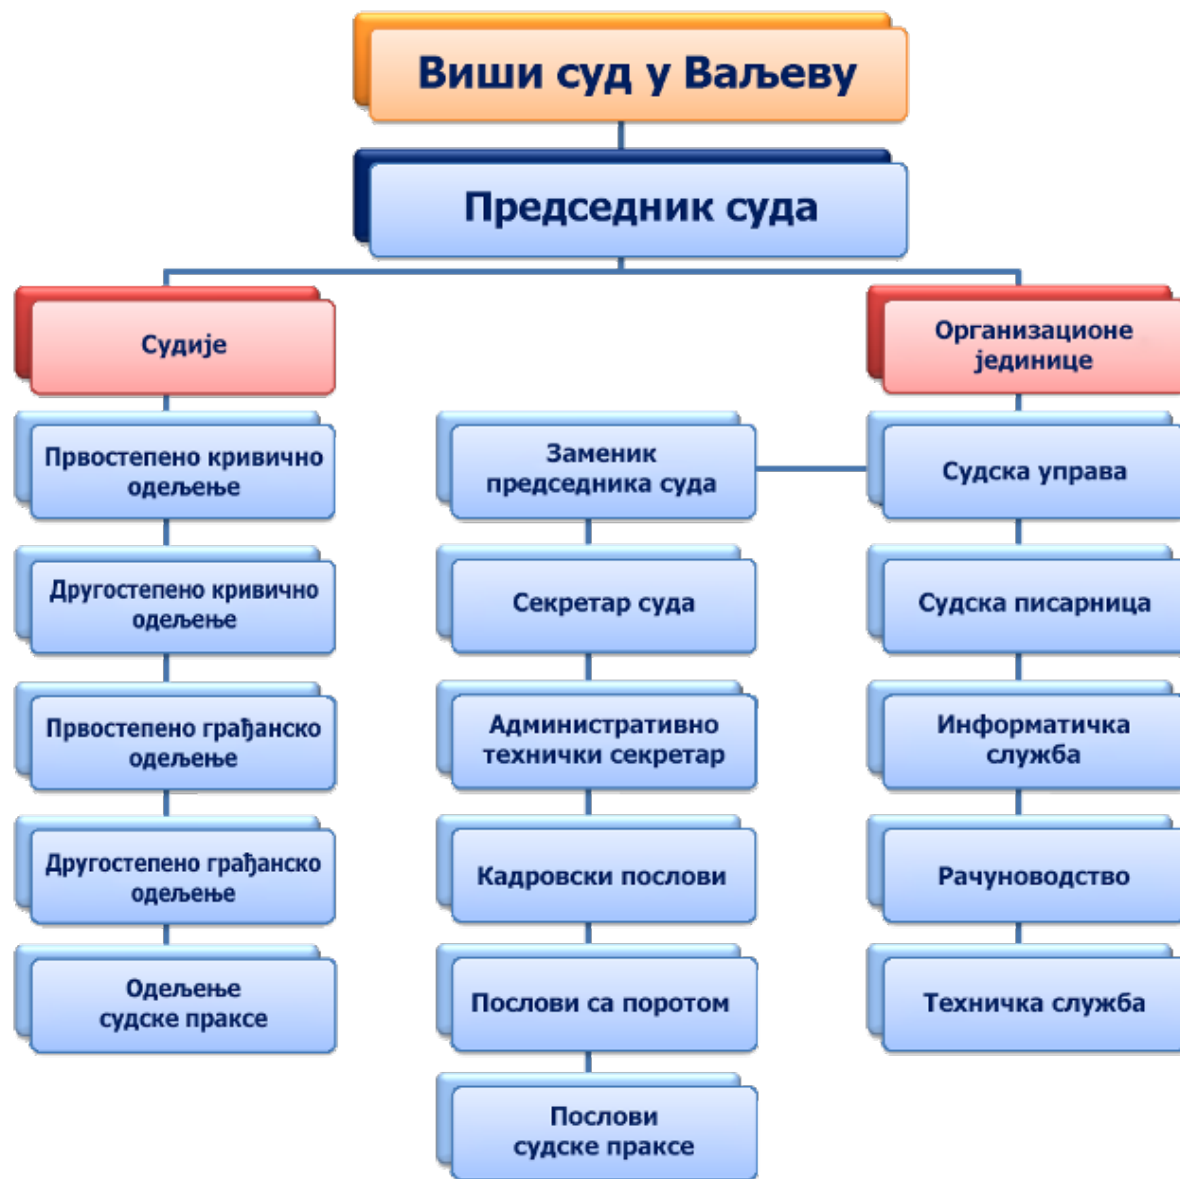 Виши суд у Ваљеву
Председник суда
Судије
Првостепено кривично
одељење
Другостепено кривично
одељење
Првостепено грађанско
одељење
Другостепено грађанско
одељење
Одељење
судске праксе
Заменик
председника суда
Секретар суда
Административно
технички секретар
Кадровски послови
Послови са поротом
Послови
судске праксе
Организационе
јединице
Судска управа
Судска писарница
Информатичка
служба
Рачуноводство
Техничка служба